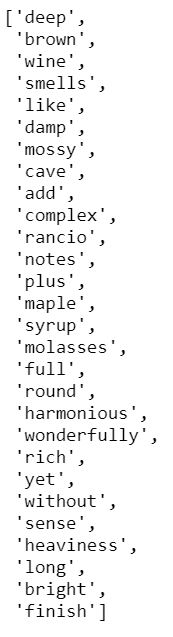 ['deep',
'brown',
'wine',
'smells',
'like',
'damp',
'mossy',
'cave',
'add',
'complex',
'rancio',
'notes',
'plus',
'maple',
'syrup',
'molasses',
'full',
'round',
'harmonious',
'wonderfully',
'rich',
'yet',
'without',
'sense',
'heaviness',
'long',
'bright',
'finish']